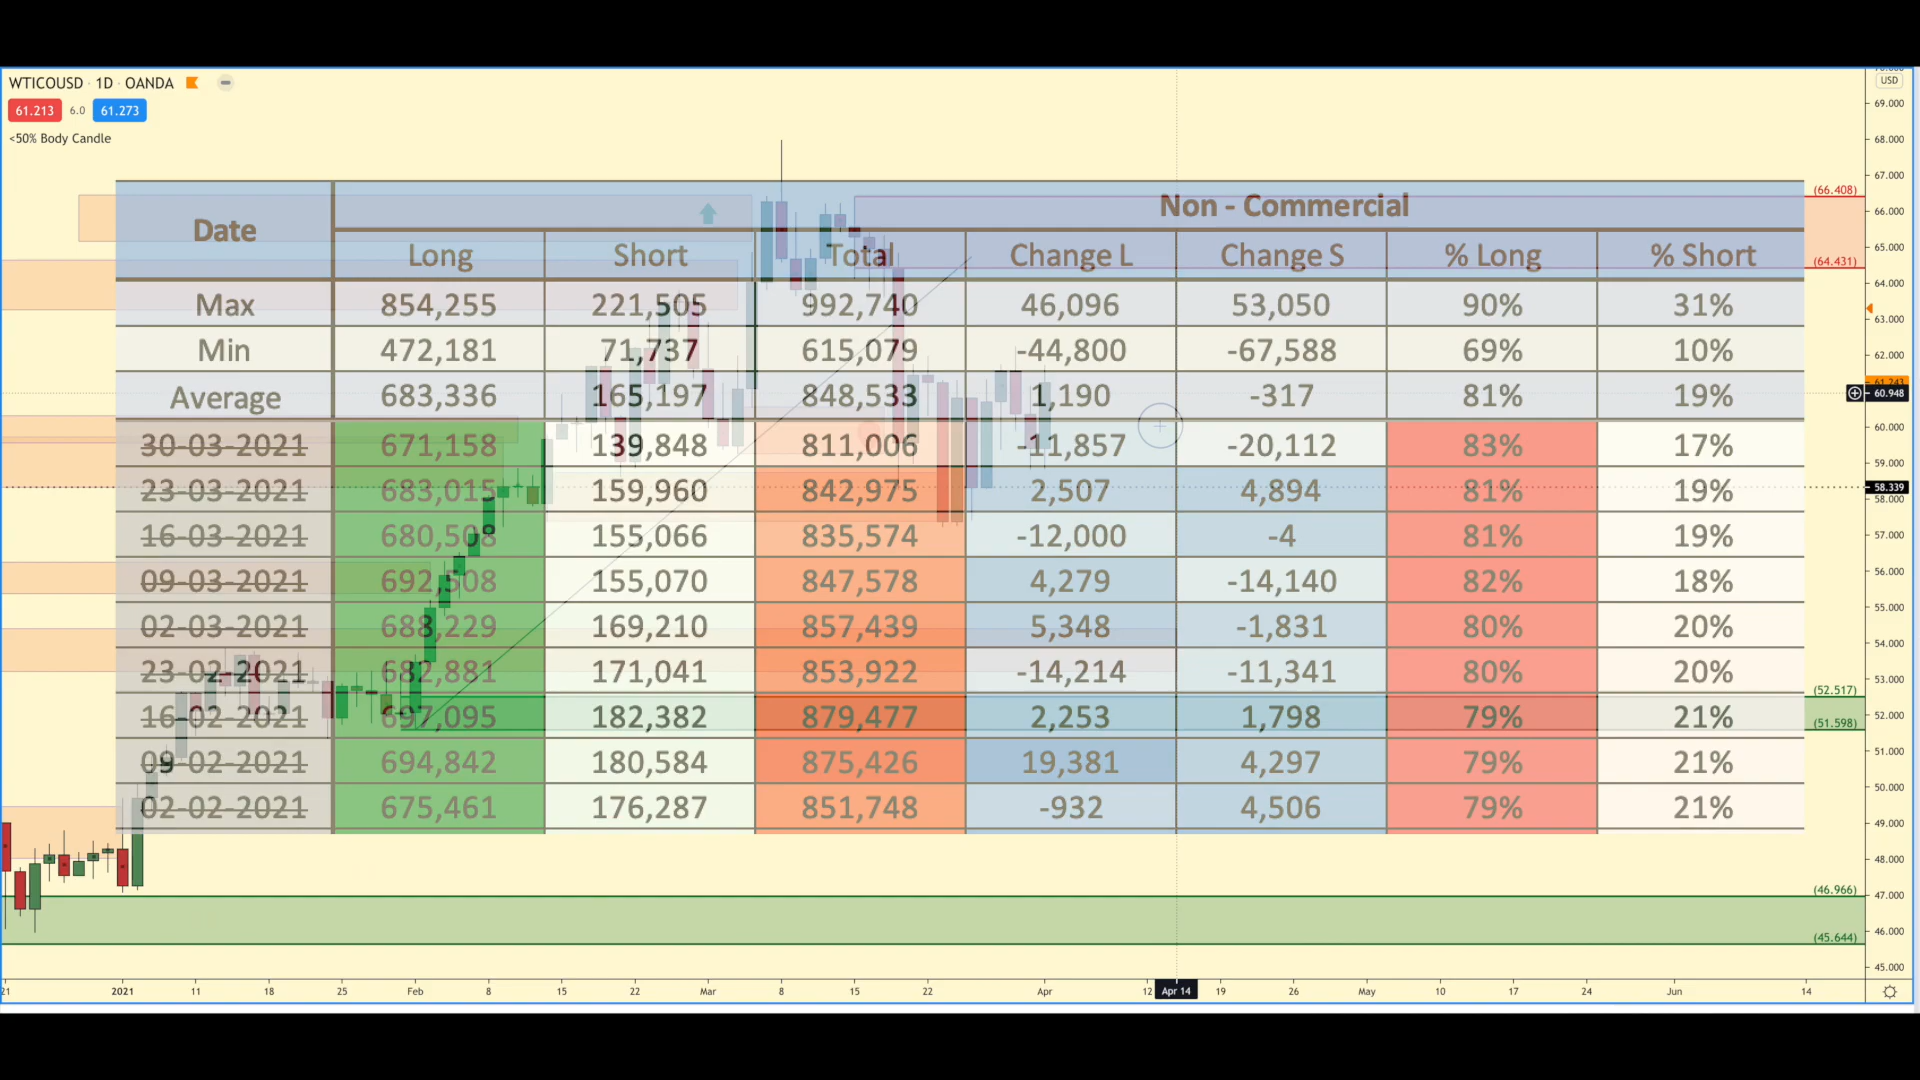 WTICOUSD · 1D · OANDA
61.213 6.0 61.273
<50% Body Candle
USD
69.000
68.000
67.000
66.000
65.000
64.000
63.000
62.000
61.243
60.948
60.000
59.000
58.339
58.000
57.000
56.000
55.000
54.000
53.000
52.000
51.000
50.000
49.000
48.000
47.000
46.000
45.000
(66.408)
(64.431)
(52.517)
(51.598)
(46.966)
(45.644)
Date Non - Commercial
Long Short Total Change L Change S % Long % Short
Max 854,255 221,505 992,740 46,096 53,050 90% 31%
Min 472,181 71,737 615,079 -44,800 -67,588 69% 10%
Average 683,336 165,197 848,533 1,190 -317 81% 19%
30-03-2021 671,158 139,848 811,006 -11,857 -20,112 83% 17%
23-03-2021 683,015 159,960 842,975 2,507 4,894 81% 19%
16-03-2021 680,508 155,066 835,574 -12,000 -4 81% 19%
09-03-2021 692,508 155,070 847,578 4,279 -14,140 82% 18%
02-03-2021 688,229 169,210 857,439 5,348 -1,831 80% 20%
23-02-2021 682,881 171,041 853,922 -14,214 -11,341 80% 20%
16-02-2021 697,095 182,382 879,477 2,253 1,798 79% 21%
09-02-2021 694,842 180,584 875,426 19,381 4,297 79% 21%
02-02-2021 675,461 176,287 851,748 -932 4,506 79% 21%
21 2021 11 18 25 Feb 8 15 22 Mar 8 15 22 Apr 12 Apr 14 19 26 May 10 17 24 Jun 14